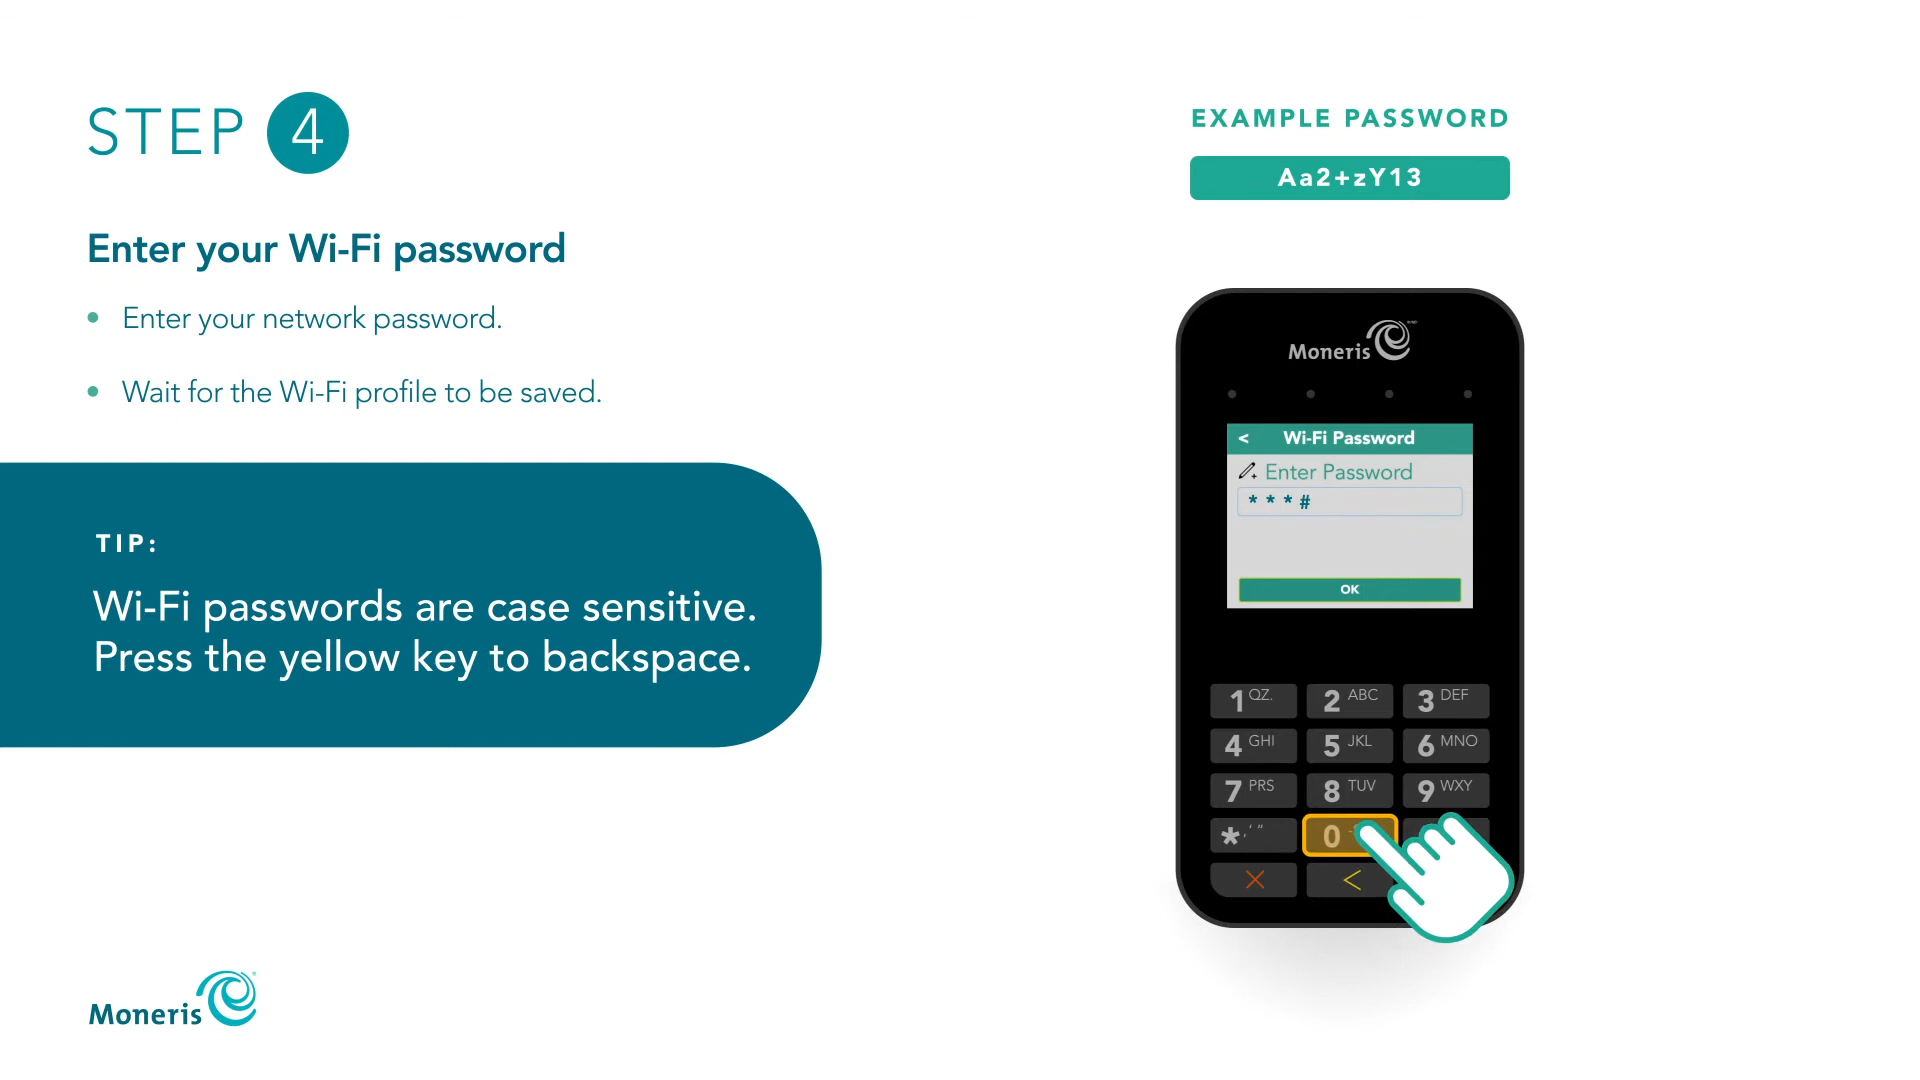 STEP 4
Enter your Wi-Fi password
• Enter your network password.
• Wait for the Wi-Fi profile to be saved.
TIP:
Wi-Fi passwords are case sensitive.
Press the yellow key to backspace.
Moneris
EXAMPLE PASSWORD
Aa2+zY13
Moneris
< Wi-Fi Password
Enter Password
* * * #
OK
1 QZ. 2 ABC 3 DEF
4 GHI 5 JKL 6 MNO
7 PRS 8 TUV 9 WXY
* ,' " 0 -
X <